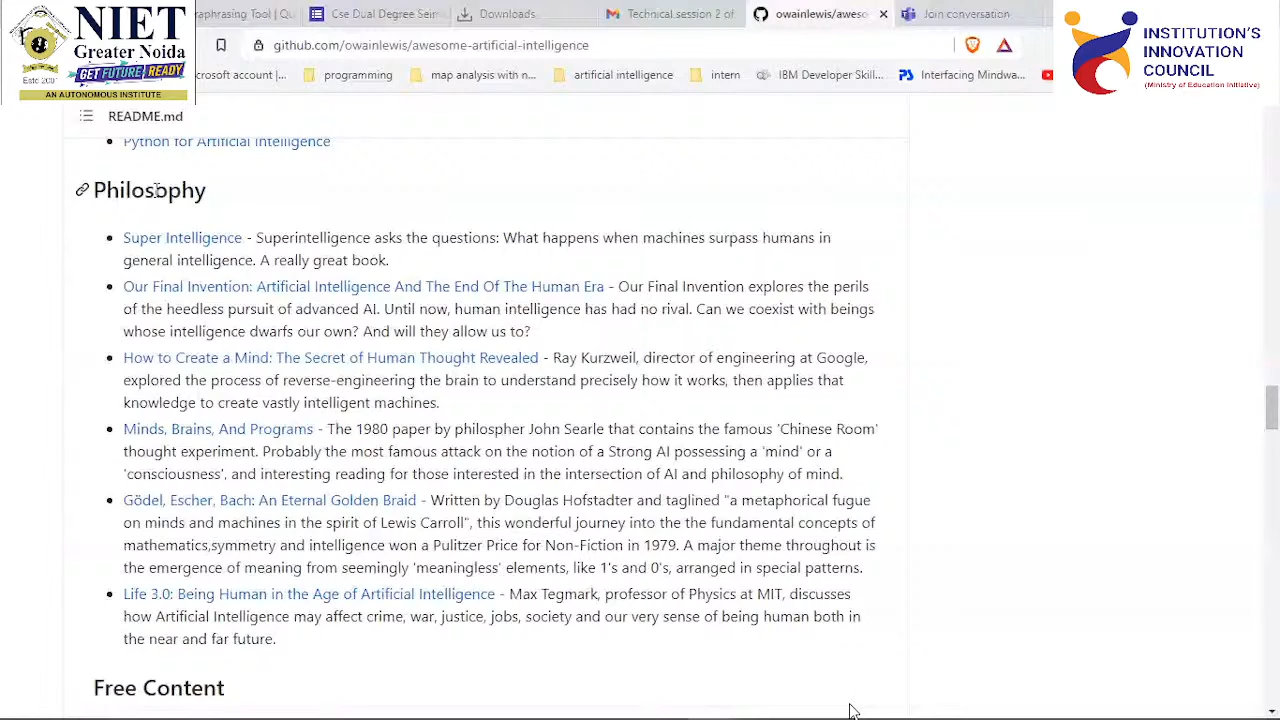 NIET
Greater Noida
GET FUTURE READY
AN AUTONOMOUS INSTITUTE
araphrasing Tool | Qu
Cse Dual Degree Sem
Technical session 2
owainlewis/aweso
Join conversation
github.com/owainlewis/awesome-artificial-intelligence
osoft account |...
programming
map analysis with m...
artificial intelligence
intern
IBM Developer Skill...
Interfacing Mindwa...
INSTITUTION'S
INNOVATION
COUNCIL
(Ministry of Education Initiative)
README.md
Python for Artificial Intelligence
Philosophy
Super Intelligence - Superintelligence asks the questions: What happens when machines surpass humans in
general intelligence. A really great book.
Our Final Invention: Artificial Intelligence And The End Of The Human Era - Our Final Invention explores the perils
of the heedless pursuit of advanced AI. Until now, human intelligence has had no rival. Can we coexist with beings
whose intelligence dwarfs our own? And will they allow us to?
How to Create a Mind: The Secret of Human Thought Revealed - Ray Kurzweil, director of engineering at Google,
explored the process of reverse-engineering the brain to understand precisely how it works, then applies that
knowledge to create vastly intelligent machines.
Minds, Brains, And Programs - The 1980 paper by philospher John Searle that contains the famous 'Chinese Room'
thought experiment. Probably the most famous attack on the notion of a Strong AI possessing a 'mind' or a
'consciousness', and interesting reading for those interested in the intersection of AI and philosophy of mind.
Gödel, Escher, Bach: An Eternal Golden Braid - Written by Douglas Hofstadter and taglined "a metaphorical fugue
on minds and machines in the spirit of Lewis Carroll", this wonderful journey into the the fundamental concepts of
mathematics,symmetry and intelligence won a Pulitzer Price for Non-Fiction in 1979. A major theme throughout is
the emergence of meaning from seemingly 'meaningless' elements, like 1's and 0's, arranged in special patterns.
Life 3.0: Being Human in the Age of Artificial Intelligence - Max Tegmark, professor of Physics at MIT, discusses
how Artificial Intelligence may affect crime, war, justice, jobs, society and our very sense of being human both in
the near and far future.
Free Content